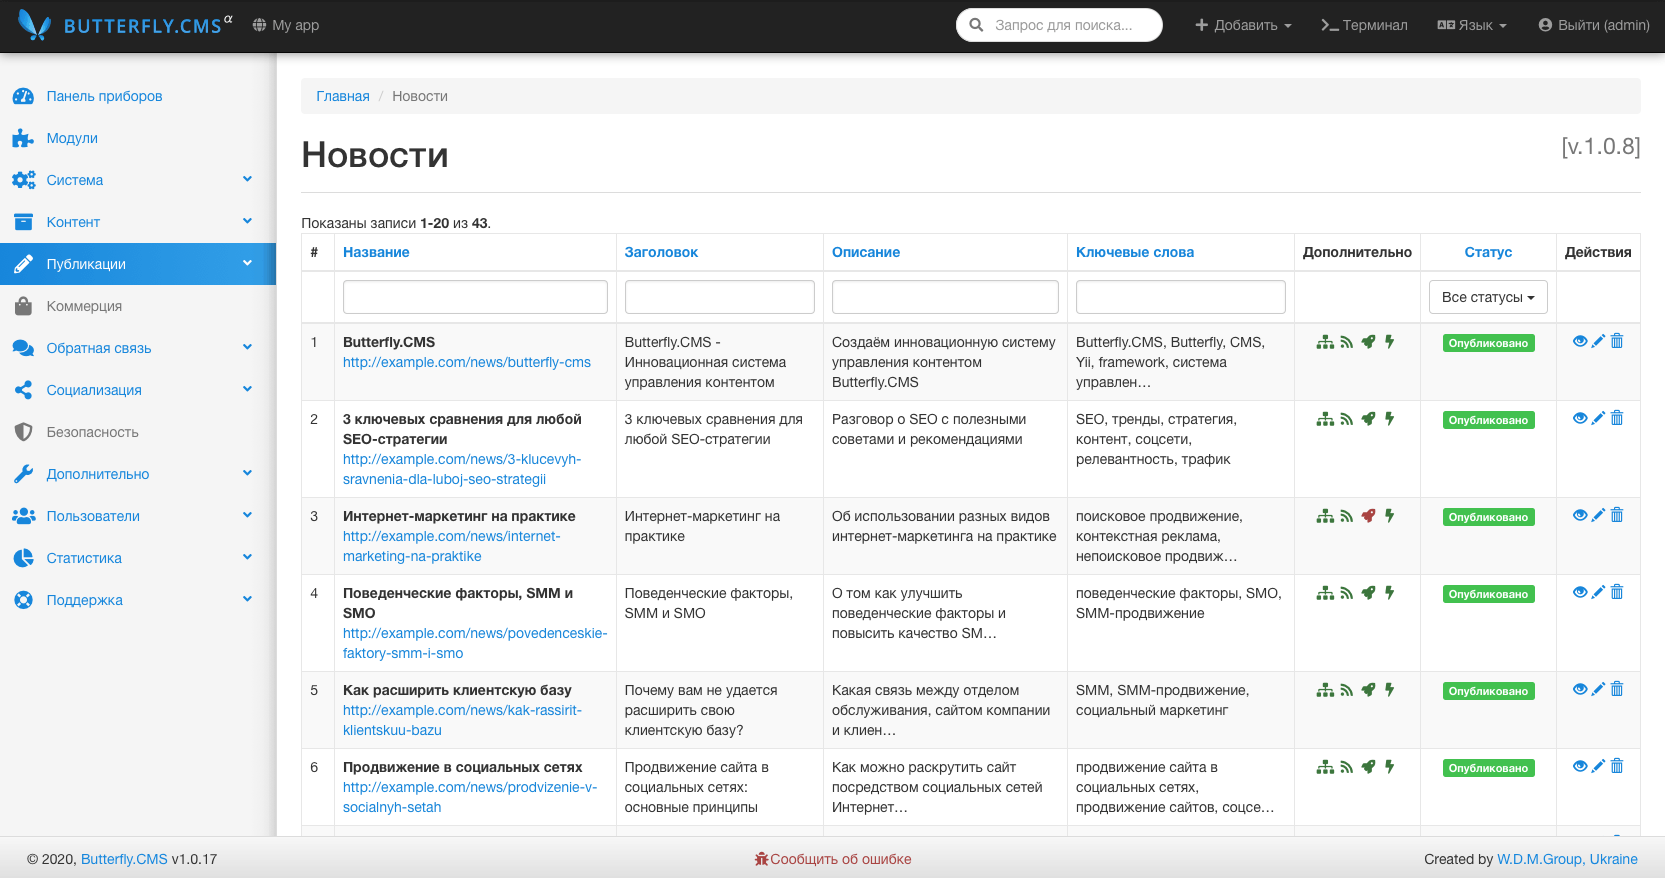 BUTTERFLY.CMS α My app Запрос для поиска... Добавить Терминал Язык Выйти (admin)
Панель приборов
Модули
Система
Контент
Публикации
Коммерция
Обратная связь
Социализация
Безопасность
Дополнительно
Пользователи
Статистика
Поддержка
Главная / Новости
Новости
[v.1.0.8]
Показаны записи 1-20 из 43.
# Название Заголовок Описание Ключевые слова Дополнительно Статус Действия
Все статусы
1
Butterfly.CMS
http://example.com/news/butterfly-cms
Butterfly.CMS -
Инновационная система
управления контентом
Создаём инновационную систему
управления контентом
Butterfly.CMS
Butterfly.CMS, Butterfly, CMS,
Yii, framework, система
управлен…
Опубликовано
2
3 ключевых сравнения для любой
SEO-стратегии
http://example.com/news/3-klucevyh-
sravnenia-dla-luboj-seo-strategii
3 ключевых сравнения для
любой SEO-стратегии
Разговор о SEO с полезными
советами и рекомендациями
SEO, тренды, стратегия,
контент, соцсети,
релевантность, трафик
Опубликовано
3
Интернет-маркетинг на практике
http://example.com/news/internet-
marketing-na-praktike
Интернет-маркетинг на
практике
Об использовании разных видов
интернет-маркетинга на практике
поисковое продвижение,
контекстная реклама,
непоисковое продвиж…
Опубликовано
4
Поведенческие факторы, SMM и
SMO
http://example.com/news/povedenceskie-
faktory-smm-i-smo
Поведенческие факторы,
SMM и SMO
О том как улучшить
поведенческие факторы и
повысить качество SM…
поведенческие факторы, SMO,
SMM-продвижение
Опубликовано
5
Как расширить клиентскую базу
http://example.com/news/kak-rassirit-
klientskuu-bazu
Почему вам не удается
расширить свою
клиентскую базу?
Какая связь между отделом
обслуживания, сайтом компании
и клиен…
SMM, SMM-продвижение,
социальный маркетинг
Опубликовано
6
Продвижение в социальных сетях
http://example.com/news/prodvizenie-v-
socialnyh-setah
Продвижение сайта в
социальных сетях:
основные принципы
Как можно раскрутить сайт
посредством социальных сетей
Интернет…
продвижение сайта в
социальных сетях,
продвижение сайтов, соцсе…
Опубликовано
© 2020, Butterfly.CMS v1.0.17
Сообщить об ошибке
Created by W.D.M.Group, Ukraine